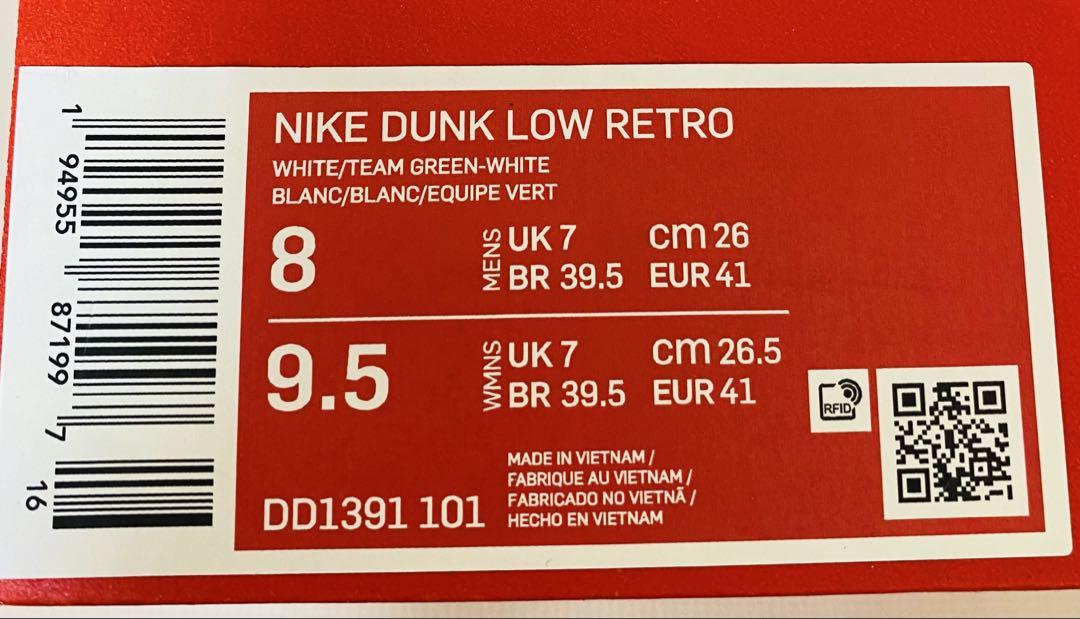 NIKE DUNK LOW RETRO
WHITE/TEAM GREEN-WHITE
BLANC/BLANC/EQUIPE VERT
8
MENS
UK 7 cm 26
BR 39.5 EUR 41
9.5
WMNS
UK 7 cm 26.5
BR 39.5 EUR 41
RFID
MADE IN VIETNAM /
FABRIQUE AU VIETNAM /
FABRICADO NO VIETNÃ /
HECHO EN VIETNAM
DD1391 101
1 94955 87199 7 16